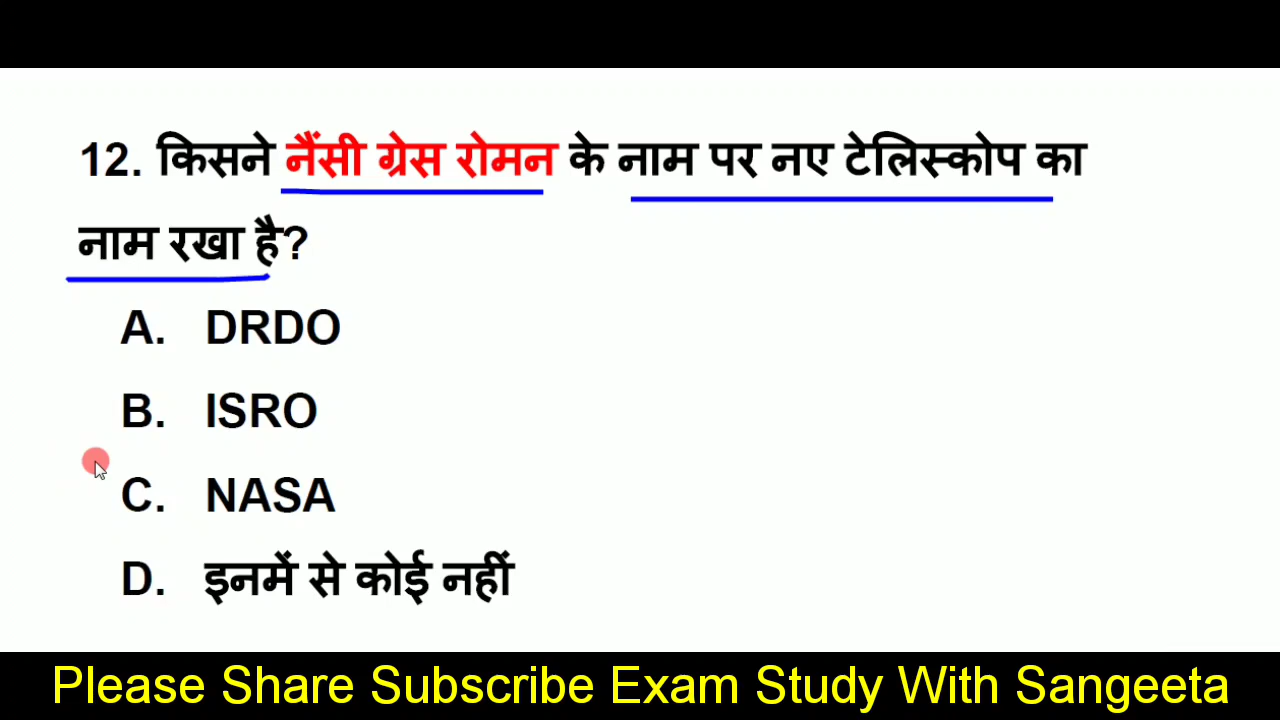 12. किसने नैंसी ग्रेस रोमन के नाम पर नए टेलिस्कोप का
नाम रखा है?
A. DRDO
B. ISRO
C. NASA
D. इनमें से कोई नहीं
Please Share Subscribe Exam Study With Sangeeta